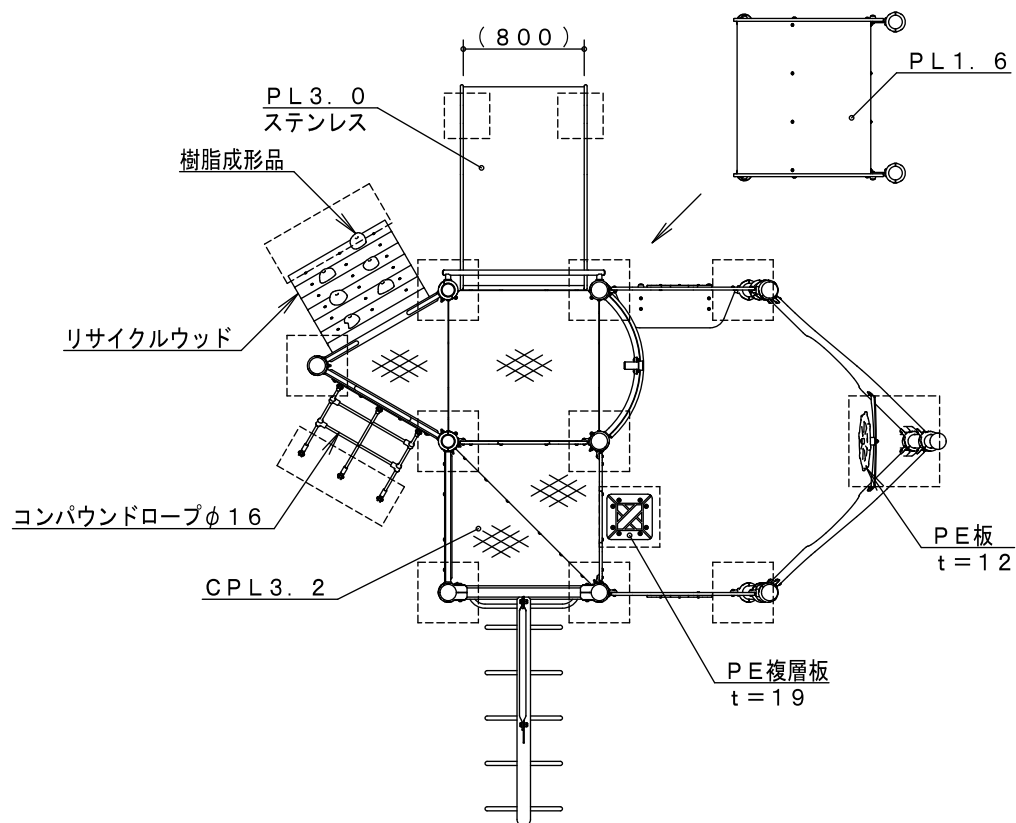 (800)
PL1.6
PL3.0
ステンレス
樹脂成形品
リサイクルウッド
コンパウンドロープφ16
CPL3.2
PE板
t=12
PE複層板
t=19